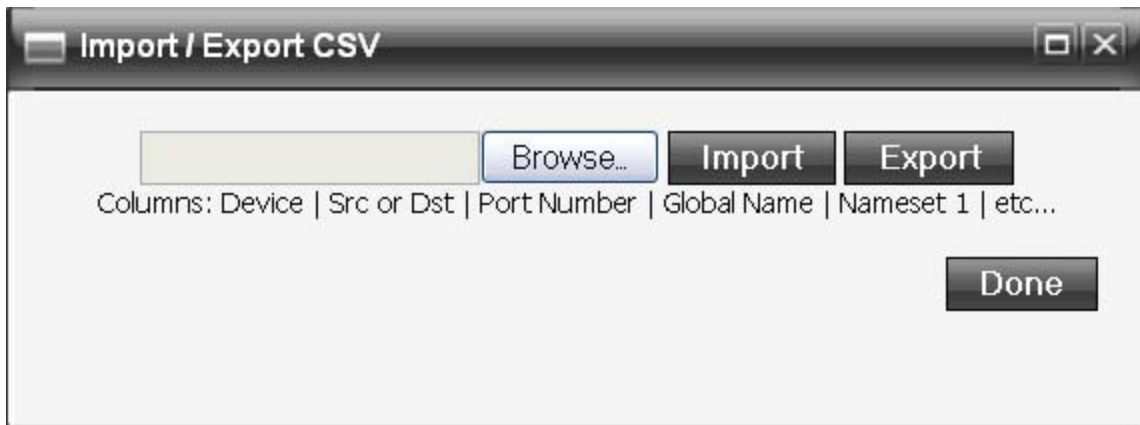 Import / Export CSV
Browse... Import Export
Columns: Device | Src or Dst | Port Number | Global Name | Nameset 1 | etc...
Done